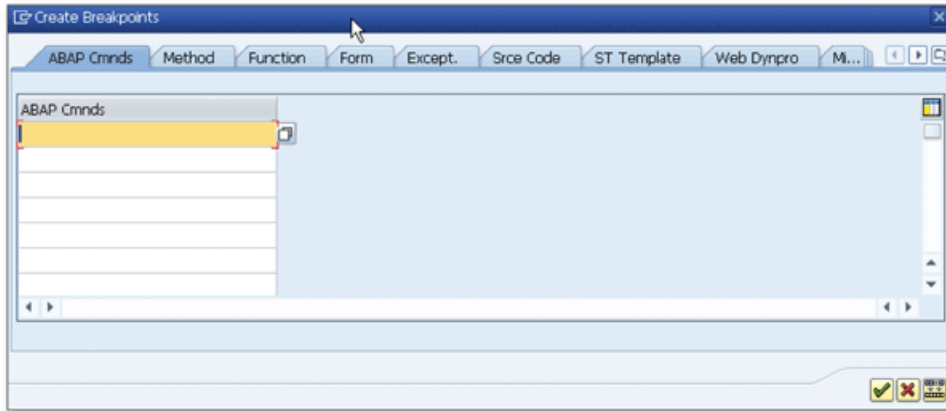 Create Breakpoints
ABAP Cmnds Method Function Form Except. Srce Code ST Template Web Dynpro Mi...
ABAP Cmnds